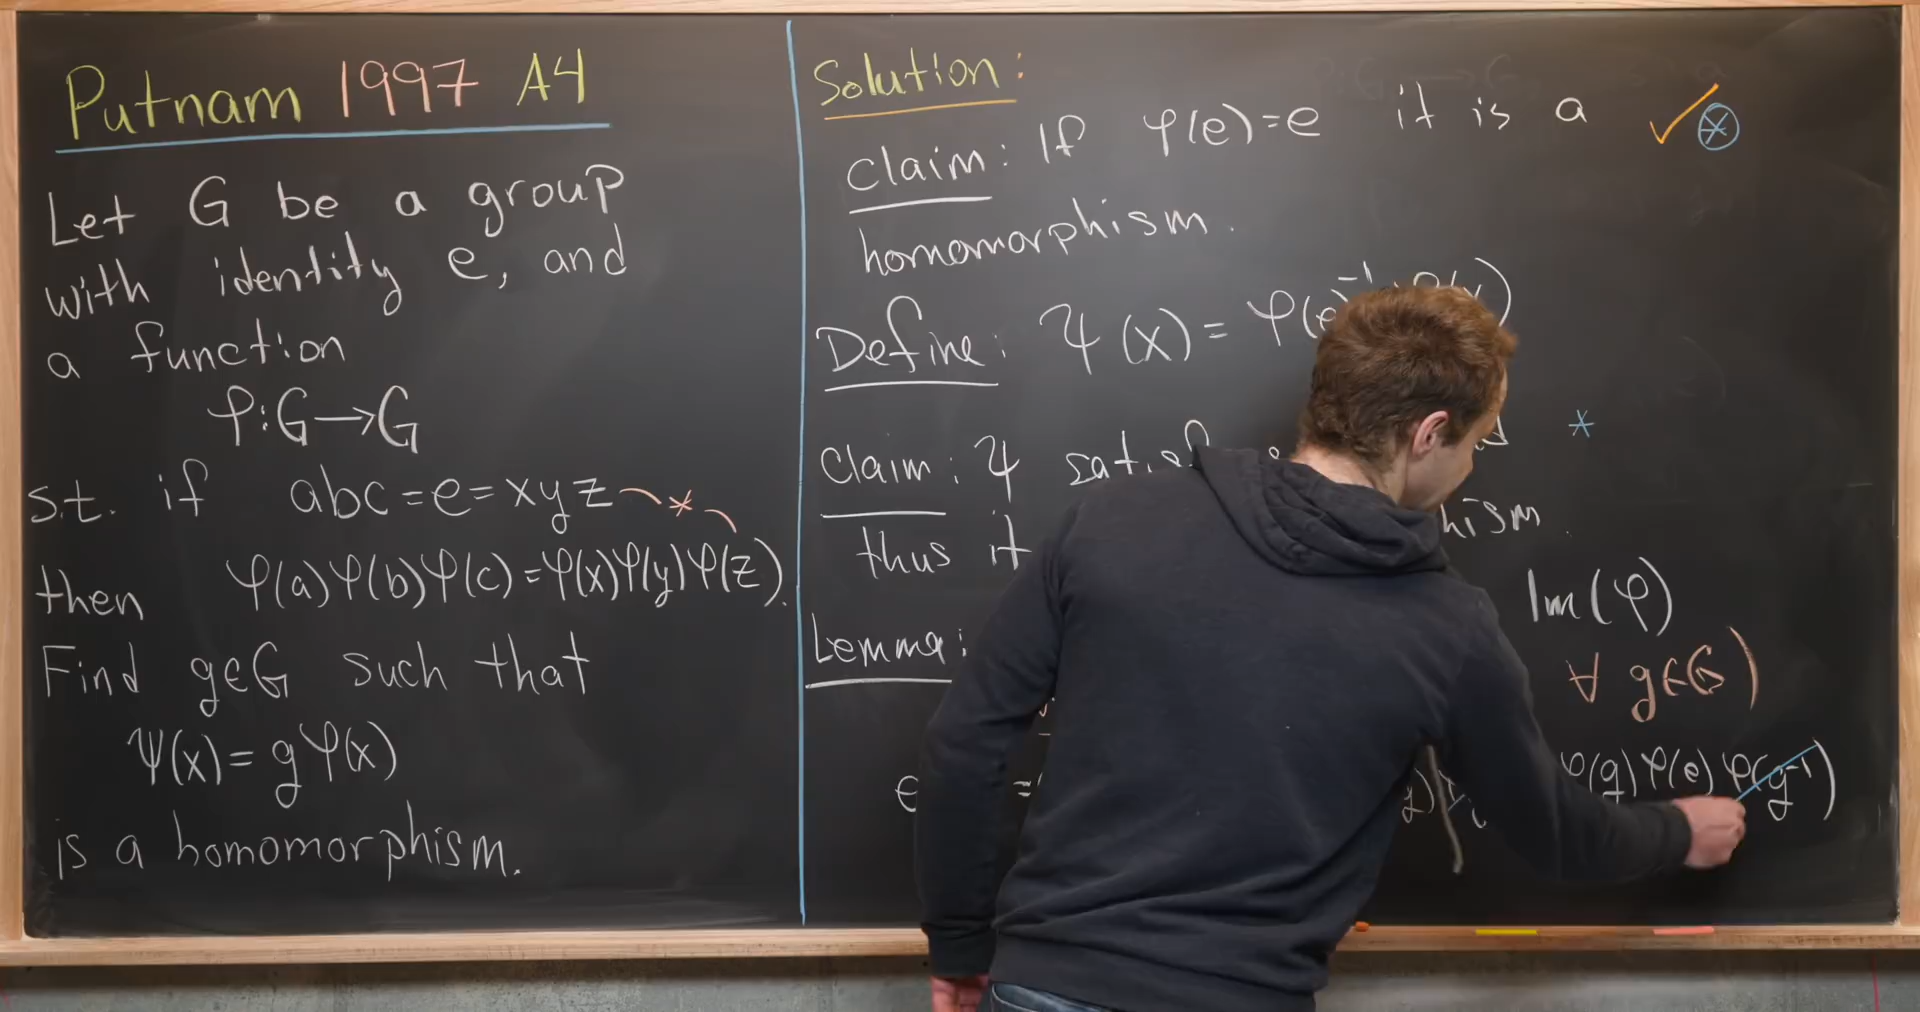 Putnam 1997 A4
Let G be a group
with identity e, and
a function
φ:G→G
s.t. if abc=e=xyz *
then φ(a)φ(b)φ(c)=φ(x)φ(y)φ(z).
Find g∈G such that
Ψ(x)=gφ(x)
is a homomorphism.
Solution:
Claim: If φ(e)=e it is a ✓ *
homomorphism.
Define: Ψ(x)=φ(e)⁻¹
Claim: Ψ *
thus it
Lemma: Im(φ)
∀ g∈G)
e = φ(g)φ(e)φ(g⁻¹)